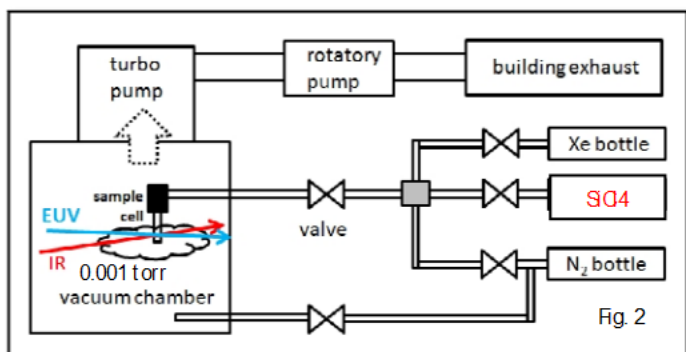 turbo
pump
rotatory
pump
building exhaust
Xe bottle
sample
cell
EUV
IR
valve
SiCl4
0.001 torr
vacuum chamber
N2 bottle
Fig. 2